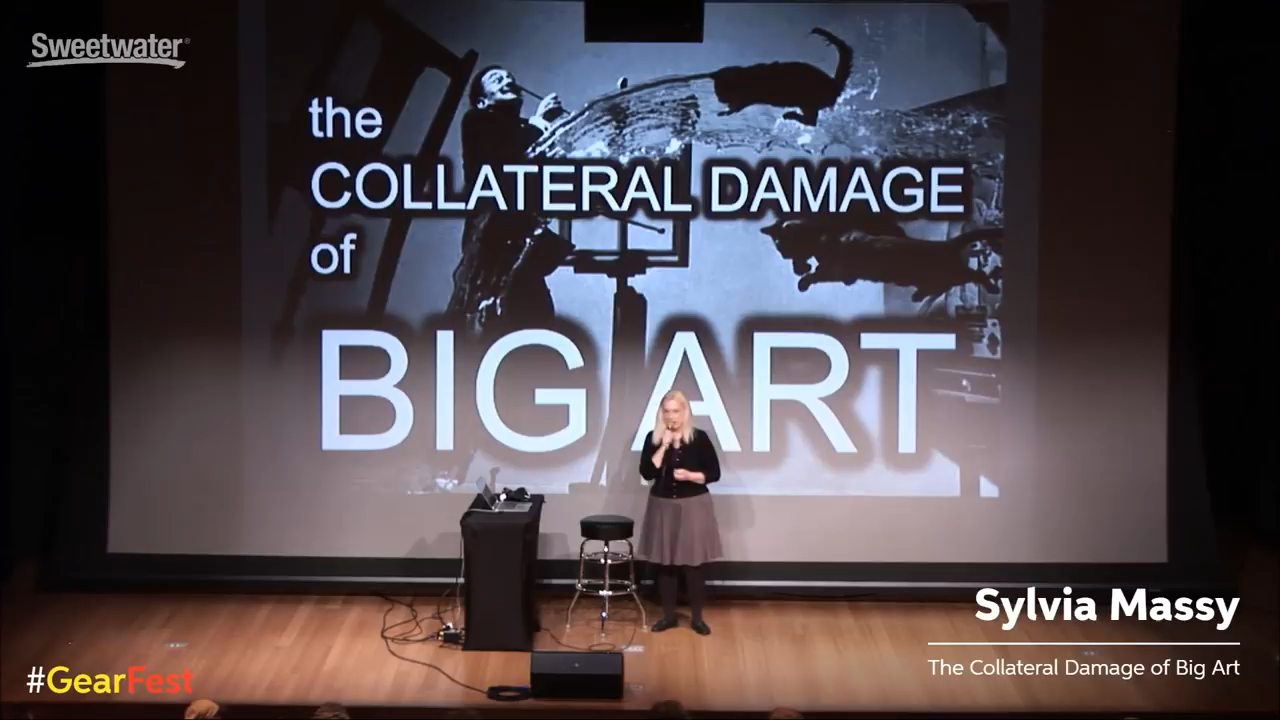 Sweetwater®
the
COLLATERAL DAMAGE
of
BIG ART
Sylvia Massy
The Collateral Damage of Big Art
#GearFest